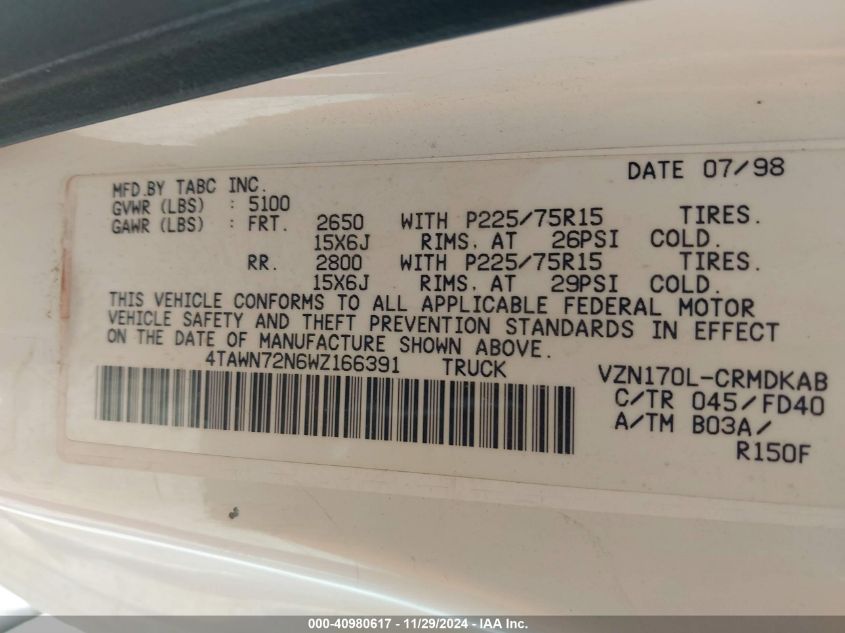 DATE 07/98
MFD.BY TABC INC.
GVWR (LBS) : 5100
GAWR (LBS) : FRT. 2650 WITH P225/75R15 TIRES.
15X6J RIMS. AT 26PSI COLD.
RR. 2800 WITH P225/75R15 TIRES.
15X6J RIMS. AT 29PSI COLD.
THIS VEHICLE CONFORMS TO ALL APPLICABLE FEDERAL MOTOR
VEHICLE SAFETY AND THEFT PREVENTION STANDARDS IN EFFECT
ON THE DATE OF MANUFACTURE SHOWN ABOVE.
4TAWN72N6WZ166391 TRUCK VZN170L-CRMDKAB
C/TR 045/FD40
A/TM B03A/
R150F
000-40980617 - 11/29/2024 - IAA Inc.